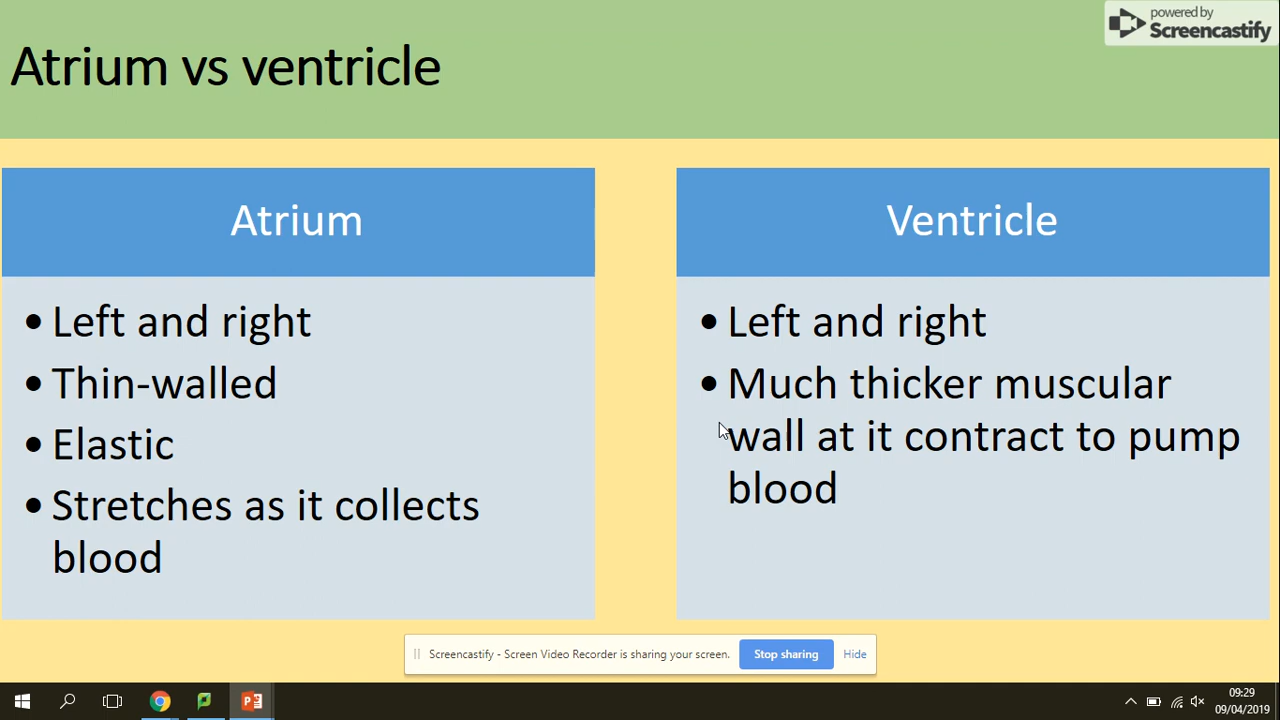 powered by
Screencastify
Atrium vs ventricle
Atrium
• Left and right
• Thin-walled
• Elastic
• Stretches as it collects
blood
Ventricle
• Left and right
• Much thicker muscular
wall at it contract to pump
blood
Screencastify - Screen Video Recorder is sharing your screen.
Stop sharing
Hide
09:29
09/04/2019